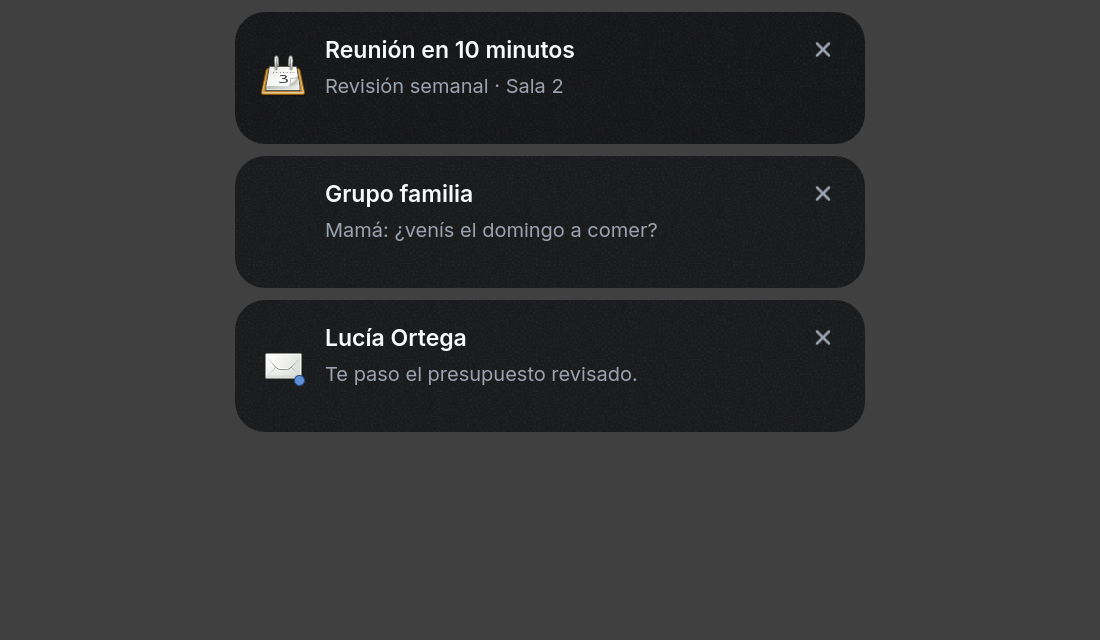 Reunión en 10 minutos
Revisión semanal · Sala 2
3
Grupo familia
Mamá: ¿venís el domingo a comer?
Lucía Ortega
Te paso el presupuesto revisado.